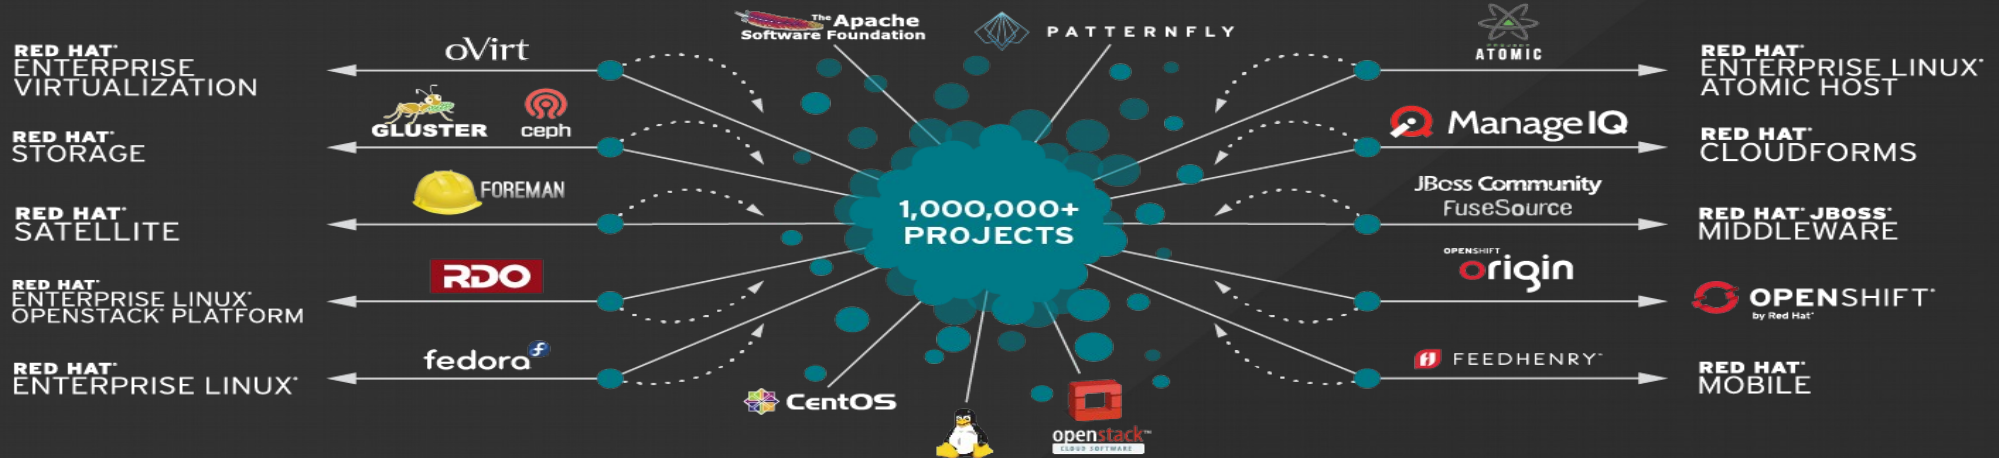 RED HAT®
ENTERPRISE
VIRTUALIZATION
oVirt
RED HAT®
STORAGE
GLUSTER
ceph
RED HAT®
SATELLITE
FOREMAN
RED HAT®
ENTERPRISE LINUX®
OPENSTACK® PLATFORM
RDO
RED HAT®
ENTERPRISE LINUX®
fedora
The Apache
Software Foundation
PATTERNFLY
1,000,000+
PROJECTS
CentOS
openstack™
CLOUD SOFTWARE
PROJECT
ATOMIC
RED HAT®
ENTERPRISE LINUX®
ATOMIC HOST
ManageIQ
RED HAT®
CLOUDFORMS
JBoss Community
FuseSource
RED HAT® JBOSS®
MIDDLEWARE
OPENSHIFT
origin
OPENSHIFT®
by Red Hat®
FEEDHENRY™
RED HAT®
MOBILE